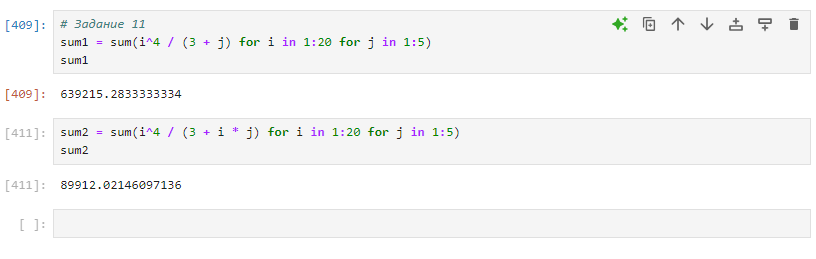 [409]: # Задание 11
sum1 = sum(i^4 / (3 + j) for i in 1:20 for j in 1:5)
sum1
[409]: 639215.2833333334
[411]: sum2 = sum(i^4 / (3 + i * j) for i in 1:20 for j in 1:5)
sum2
[411]: 89912.02146097136
[ ]: